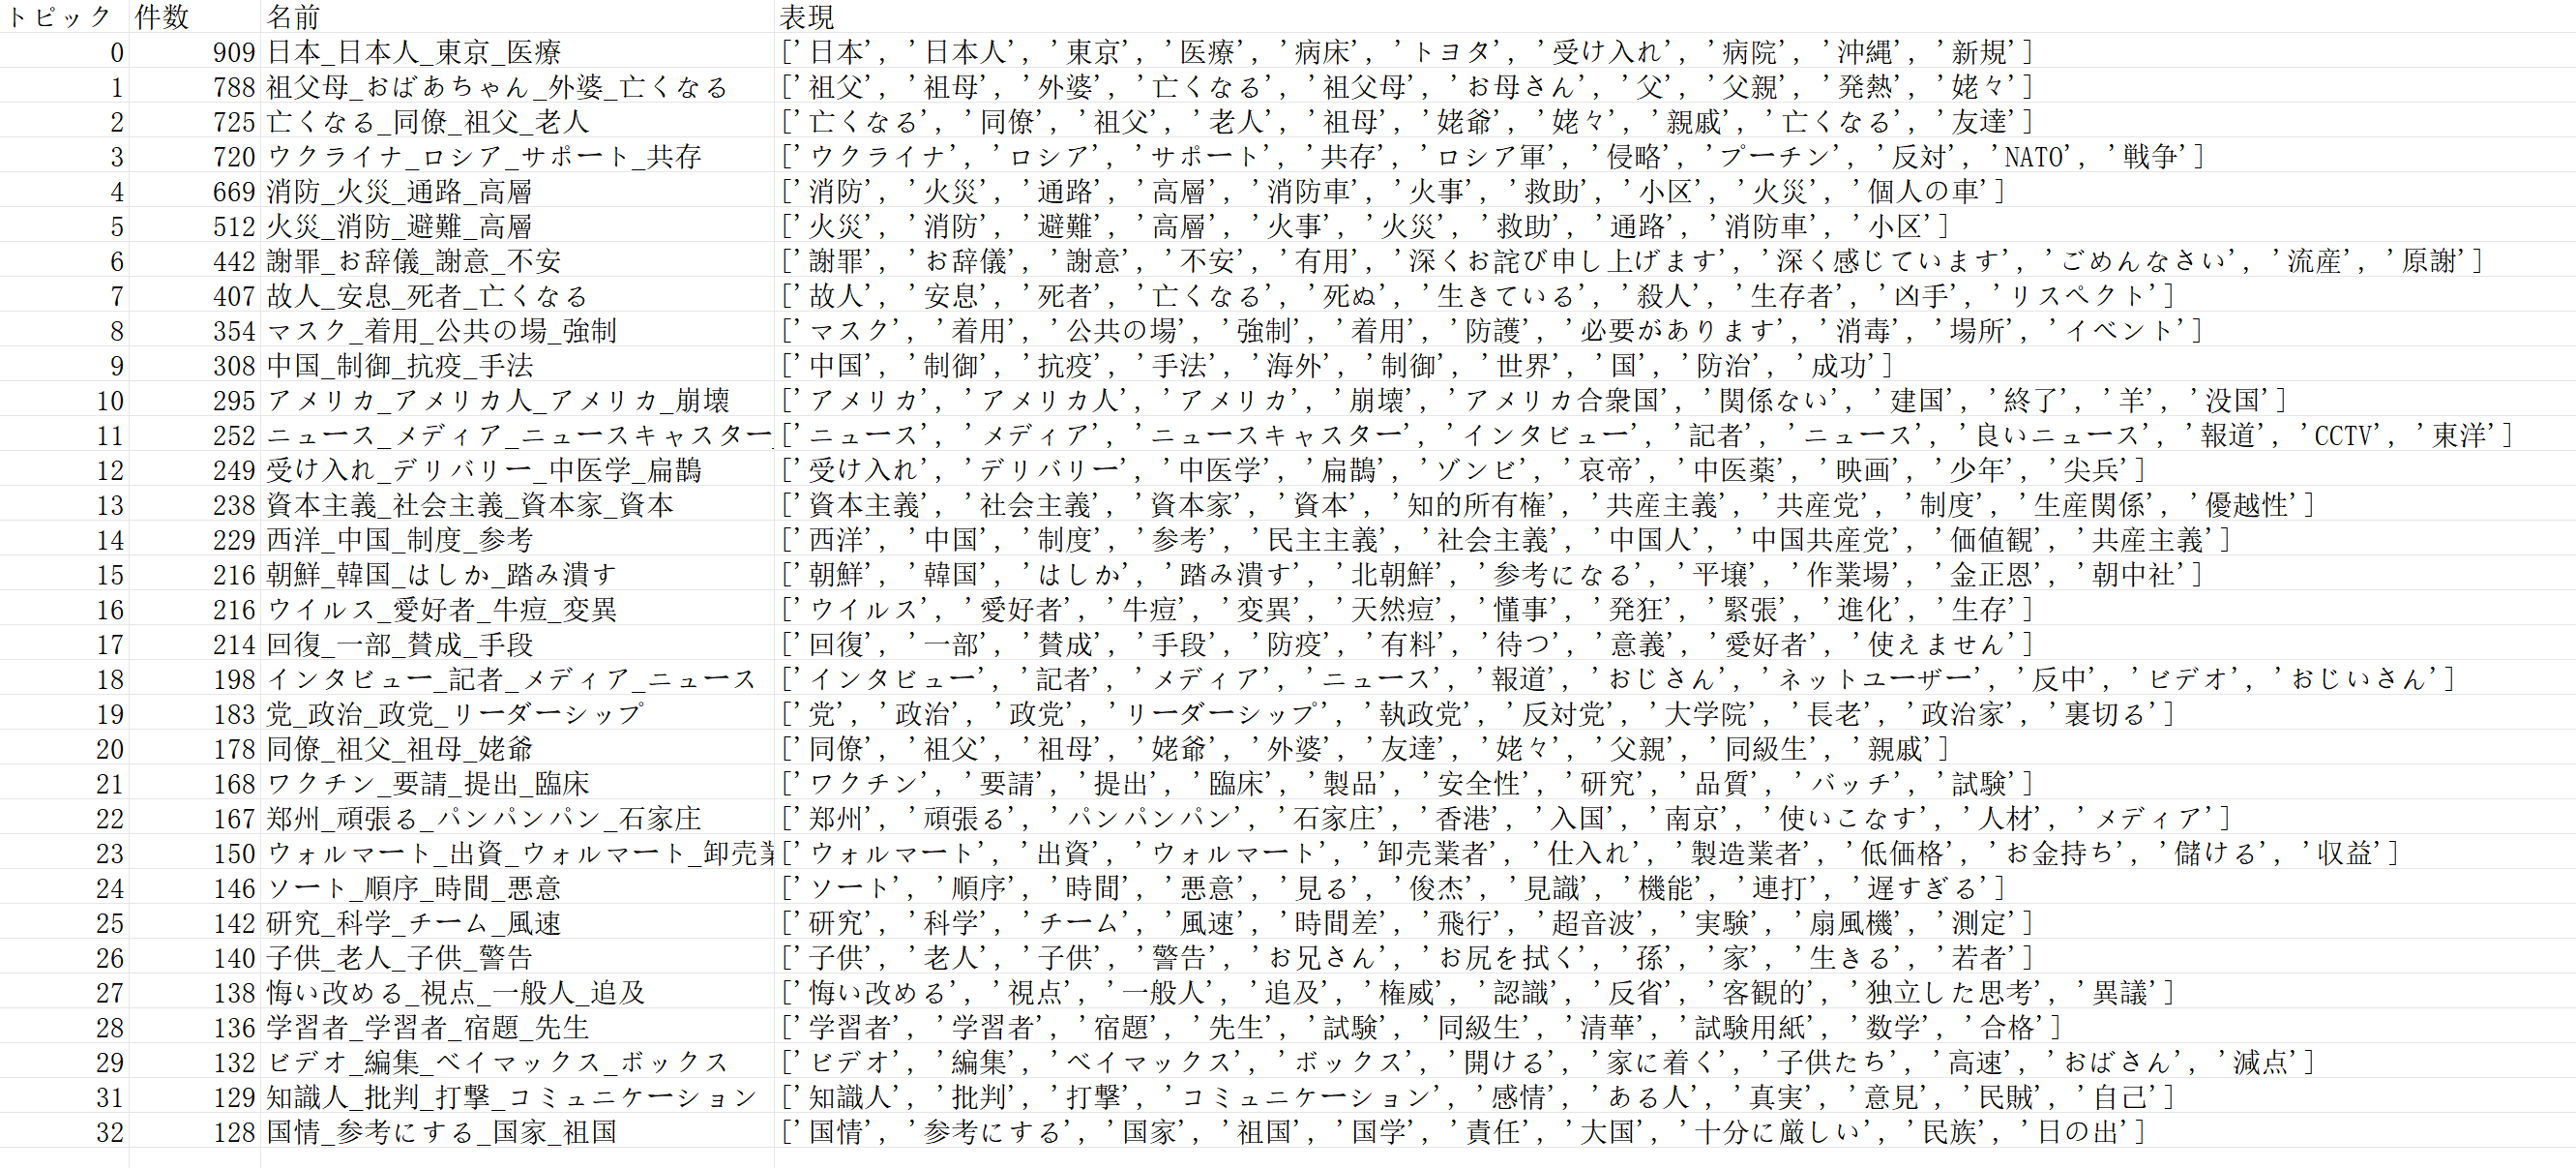 トピック 件数 名前 表現
0 909 日本_日本人_東京_医療 ['日本', '日本人', '東京', '医療', '病床', 'トヨタ', '受け入れ', '病院', '沖縄', '新規']
1 788 祖父母_おばあちゃん_外婆_亡くなる ['祖父', '祖母', '外婆', '亡くなる', '祖父母', 'お母さん', '父', '父親', '発熱', '姥々']
2 725 亡くなる_同僚_祖父_老人 ['亡くなる', '同僚', '祖父', '老人', '祖母', '姥爺', '姥々', '親戚', '亡くなる', '友達']
3 720 ウクライナ_ロシア_サポート_共存 ['ウクライナ', 'ロシア', 'サポート', '共存', 'ロシア軍', '侵略', 'プーチン', '反対', 'NATO', '戦争']
4 669 消防_火災_通路_高層 ['消防', '火災', '通路', '高層', '消防車', '火事', '救助', '小区', '火災', '個人の車']
5 512 火災_消防_避難_高層 ['火災', '消防', '避難', '高層', '火事', '火災', '救助', '通路', '消防車', '小区']
6 442 謝罪_お辞儀_謝意_不安 ['謝罪', 'お辞儀', '謝意', '不安', '有用', '深くお詫び申し上げます', '深く感じています', 'ごめんなさい', '流産', '原謝']
7 407 故人_安息_死者_亡くなる ['故人', '安息', '死者', '亡くなる', '死ぬ', '生きている', '殺人', '生存者', '凶手', 'リスペクト']
8 354 マスク_着用_公共の場_強制 ['マスク', '着用', '公共の場', '強制', '着用', '防護', '必要があります', '消毒', '場所', 'イベント']
9 308 中国_制御_抗疫_手法 ['中国', '制御', '抗疫', '手法', '海外', '制御', '世界', '国', '防治', '成功']
10 295 アメリカ_アメリカ人_アメリカ_崩壊 ['アメリカ', 'アメリカ人', 'アメリカ', '崩壊', 'アメリカ合衆国', '関係ない', '建国', '終了', '羊', '没国']
11 252 ニュース_メディア_ニュースキャスター_ ['ニュース', 'メディア', 'ニュースキャスター', 'インタビュー', '記者', 'ニュース', '良いニュース', '報道', 'CCTV', '東洋']
12 249 受け入れ_デリバリー_中医学_扁鵲 ['受け入れ', 'デリバリー', '中医学', '扁鵲', 'ゾンビ', '哀帝', '中医薬', '映画', '少年', '尖兵']
13 238 資本主義_社会主義_資本家_資本 ['資本主義', '社会主義', '資本家', '資本', '知的所有権', '共産主義', '共産党', '制度', '生産関係', '優越性']
14 229 西洋_中国_制度_参考 ['西洋', '中国', '制度', '参考', '民主主義', '社会主義', '中国人', '中国共産党', '価値観', '共産主義']
15 216 朝鮮_韓国_はしか_踏み潰す ['朝鮮', '韓国', 'はしか', '踏み潰す', '北朝鮮', '参考になる', '平壌', '作業場', '金正恩', '朝中社']
16 216 ウイルス_愛好者_牛痘_変異 ['ウイルス', '愛好者', '牛痘', '変異', '天然痘', '懂事', '発狂', '緊張', '進化', '生存']
17 214 回復_一部_賛成_手段 ['回復', '一部', '賛成', '手段', '防疫', '有料', '待つ', '意義', '愛好者', '使えません']
18 198 インタビュー_記者_メディア_ニュース ['インタビュー', '記者', 'メディア', 'ニュース', '報道', 'おじさん', 'ネットユーザー', '反中', 'ビデオ', 'おじいさん']
19 183 党_政治_政党_リーダーシップ ['党', '政治', '政党', 'リーダーシップ', '執政党', '反対党', '大学院', '長老', '政治家', '裏切る']
20 178 同僚_祖父_祖母_姥爺 ['同僚', '祖父', '祖母', '姥爺', '外婆', '友達', '姥々', '父親', '同級生', '親戚']
21 168 ワクチン_要請_提出_臨床 ['ワクチン', '要請', '提出', '臨床', '製品', '安全性', '研究', '品質', 'バッチ', '試験']
22 167 郑州_頑張る_パンパンパン_石家庄 ['郑州', '頑張る', 'パンパンパン', '石家庄', '香港', '入国', '南京', '使いこなす', '人材', 'メディア']
23 150 ウォルマート_出資_ウォルマート_卸売業 ['ウォルマート', '出資', 'ウォルマート', '卸売業者', '仕入れ', '製造業者', '低価格', 'お金持ち', '儲ける', '収益']
24 146 ソート_順序_時間_悪意 ['ソート', '順序', '時間', '悪意', '見る', '俊杰', '見識', '機能', '連打', '遅すぎる']
25 142 研究_科学_チーム_風速 ['研究', '科学', 'チーム', '風速', '時間差', '飛行', '超音波', '実験', '扇風機', '測定']
26 140 子供_老人_子供_警告 ['子供', '老人', '子供', '警告', 'お兄さん', 'お尻を拭く', '孫', '家', '生きる', '若者']
27 138 悔い改める_視点_一般人_追及 ['悔い改める', '視点', '一般人', '追及', '権威', '認識', '反省', '客観的', '独立した思考', '異議']
28 136 学習者_学習者_宿題_先生 ['学習者', '学習者', '宿題', '先生', '試験', '同級生', '清華', '試験用紙', '数学', '合格']
29 132 ビデオ_編集_ベイマックス_ボックス ['ビデオ', '編集', 'ベイマックス', 'ボックス', '開ける', '家に着く', '子供たち', '高速', 'おばさん', '減点']
31 129 知識人_批判_打撃_コミュニケーション ['知識人', '批判', '打撃', 'コミュニケーション', '感情', 'ある人', '真実', '意見', '民賊', '自己']
32 128 国情_参考にする_国家_祖国 ['国情', '参考にする', '国家', '祖国', '国学', '責任', '大国', '十分に厳しい', '民族', '日の出']